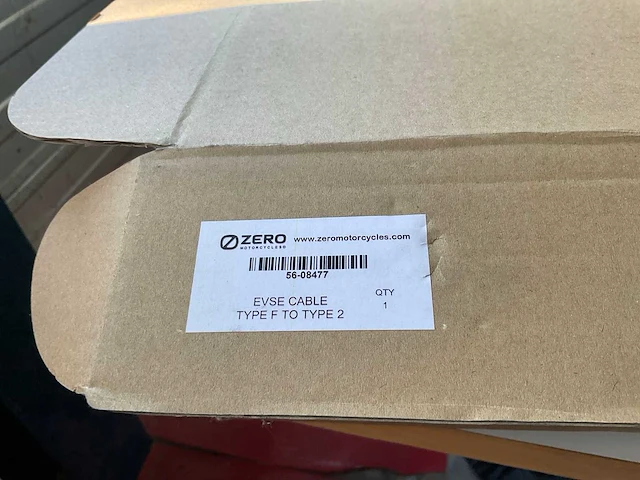 ZERO MOTORCYCLES www.zeromotorcycles.com
56-08477
EVSE CABLE QTY
TYPE F TO TYPE 2 1